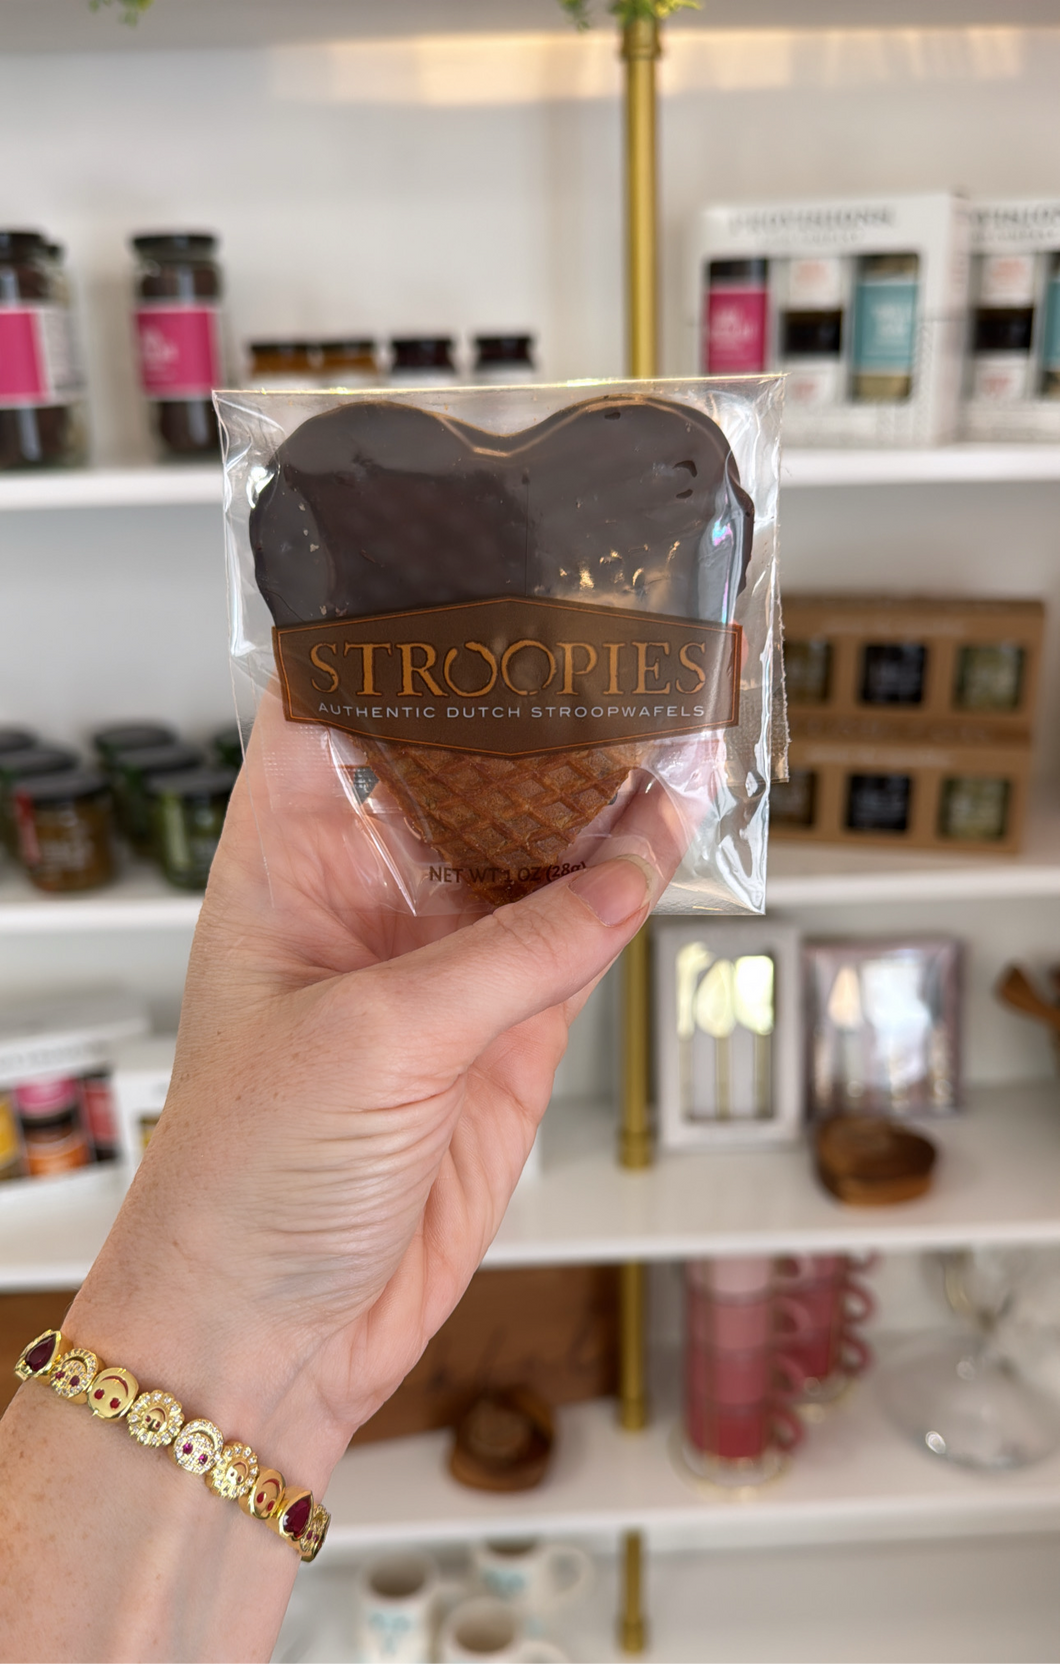 STROOPIES
AUTHENTIC DUTCH STROOPWAFELS
NET WT 1 OZ (28g)